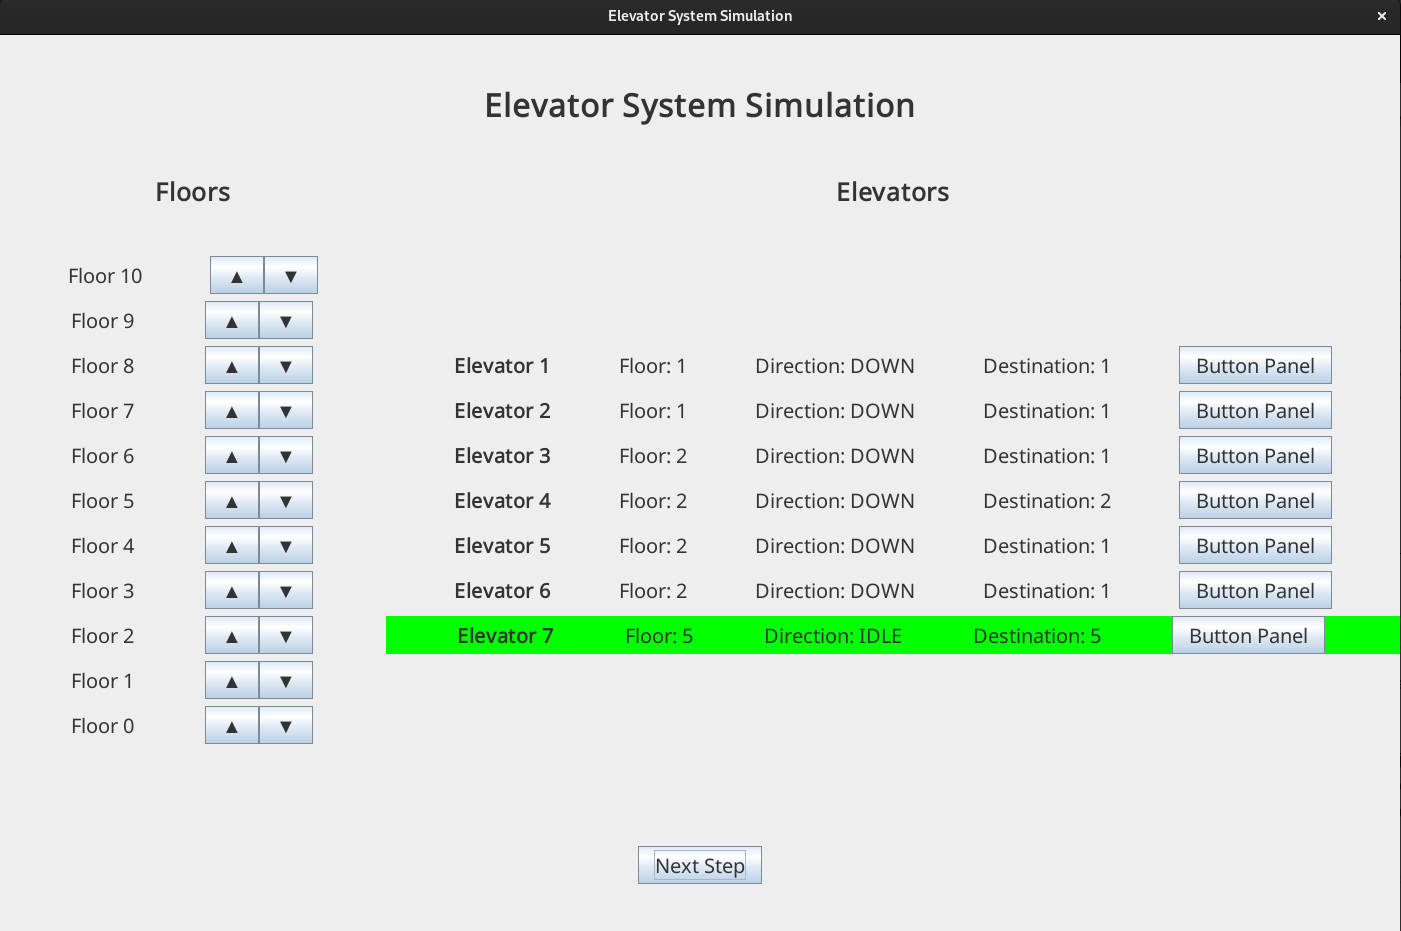 Elevator System Simulation ×
Elevator System Simulation
Floors
Elevators
Floor 10 ▲ ▼
Floor 9 ▲ ▼
Floor 8 ▲ ▼
Floor 7 ▲ ▼
Floor 6 ▲ ▼
Floor 5 ▲ ▼
Floor 4 ▲ ▼
Floor 3 ▲ ▼
Floor 2 ▲ ▼
Floor 1 ▲ ▼
Floor 0 ▲ ▼
Elevator 1 Floor: 1 Direction: DOWN Destination: 1 Button Panel
Elevator 2 Floor: 1 Direction: DOWN Destination: 1 Button Panel
Elevator 3 Floor: 2 Direction: DOWN Destination: 1 Button Panel
Elevator 4 Floor: 2 Direction: DOWN Destination: 2 Button Panel
Elevator 5 Floor: 2 Direction: DOWN Destination: 1 Button Panel
Elevator 6 Floor: 2 Direction: DOWN Destination: 1 Button Panel
Elevator 7 Floor: 5 Direction: IDLE Destination: 5 Button Panel
Next Step